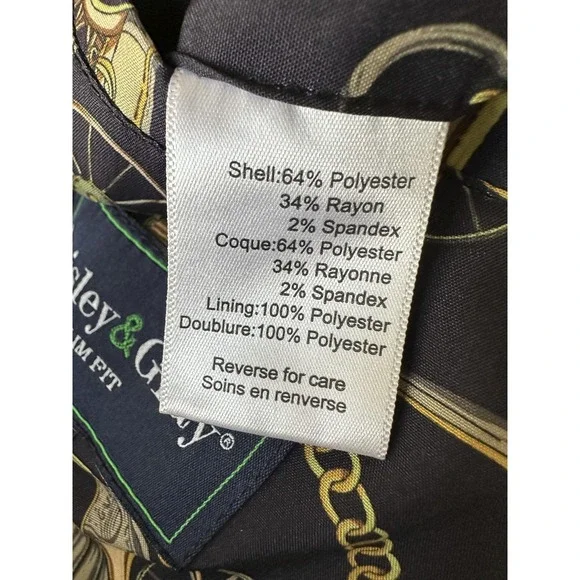 Shell:64% Polyester
34% Rayon
2% Spandex
Coque:64% Polyester
34% Rayonne
2% Spandex
Lining:100% Polyester
Doublure:100% Polyester
Reverse for care
Soins en renverse
FIT